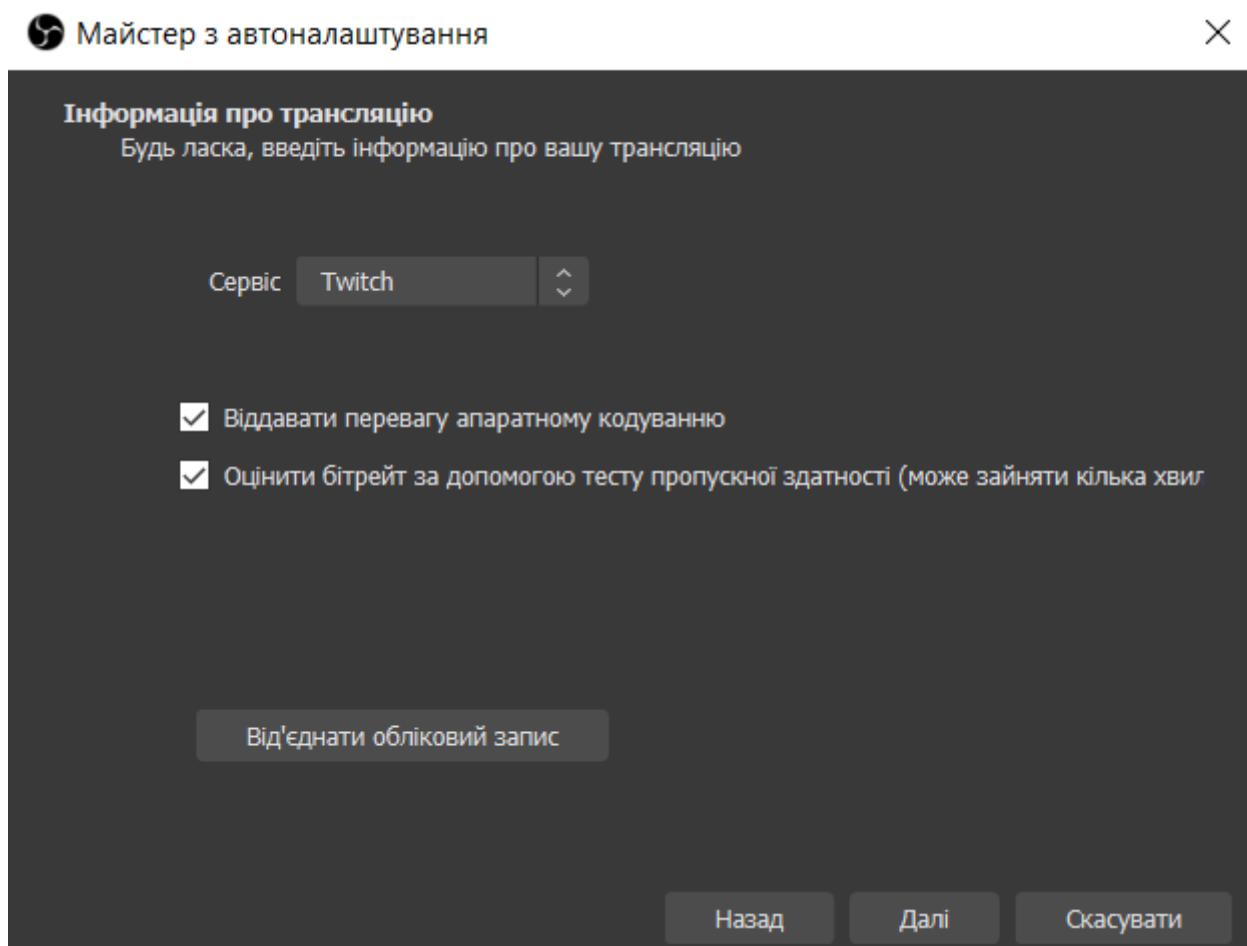 Майстер з автоналаштування
Інформація про трансляцію
Будь ласка, введіть інформацію про вашу трансляцію
Сервіс Twitch
Віддавати перевагу апаратному кодуванню
Оцінити бітрейт за допомогою тесту пропускної здатності (може зайняти кілька хвил
Від'єднати обліковий запис
Назад Далі Скасувати